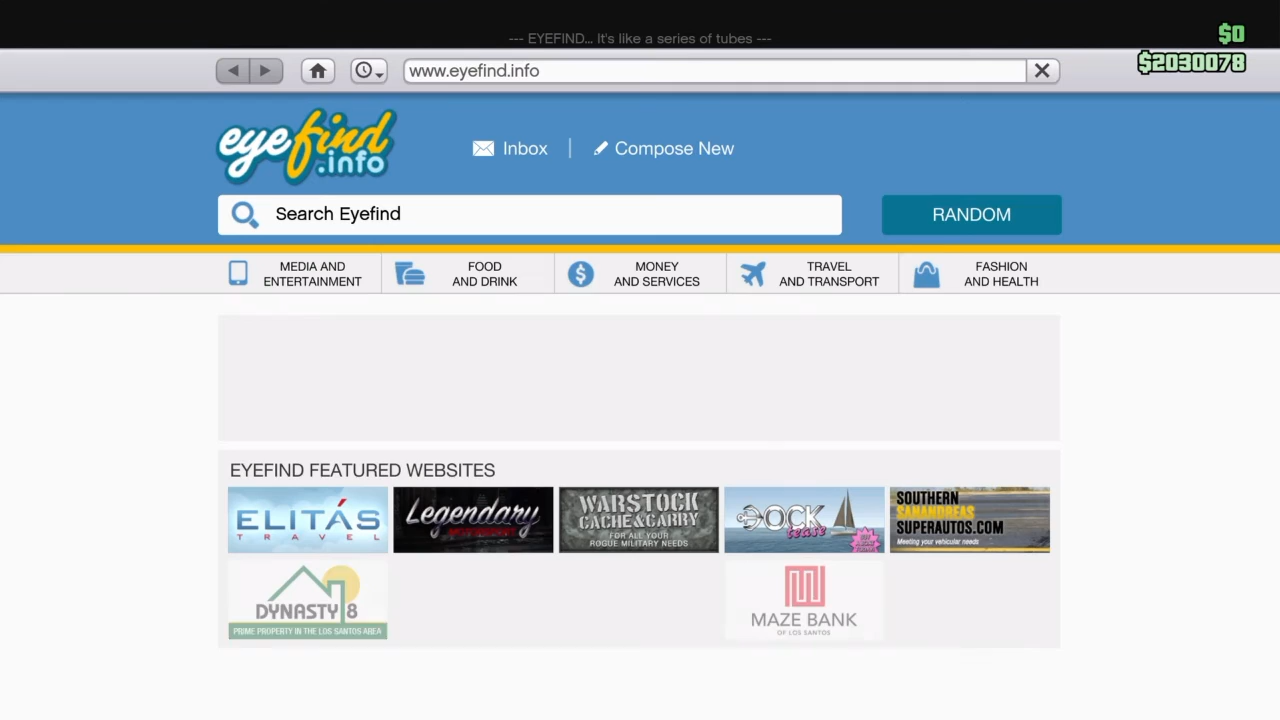 --- EYEFIND... It's like a series of tubes ---
$0
$2030078
www.eyefind.info
eyefind
.info
Inbox
Compose New
Search Eyefind
RANDOM
MEDIA AND
ENTERTAINMENT
FOOD
AND DRINK
MONEY
AND SERVICES
TRAVEL
AND TRANSPORT
FASHION
AND HEALTH
EYEFIND FEATURED WEBSITES
ELITÁS
TRAVEL
Legendary
MOTORSPORT
WARSTOCK
CACHE&CARRY
FOR ALL YOUR
ROGUE MILITARY NEEDS
DOCK
tease
SOUTHERN
SANANDREAS
SUPERAUTOS.COM
Meeting your vehicular needs
DYNASTY 8
PRIME PROPERTY IN THE LOS SANTOS AREA
MAZE BANK
OF LOS SANTOS